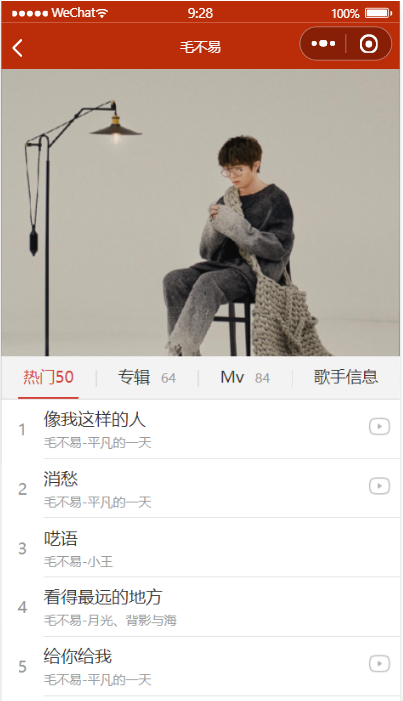 WeChat
9:28
100%
毛不易
热门50
专辑 64
Mv 84
歌手信息
1
像我这样的人
毛不易-平凡的一天
2
消愁
毛不易-平凡的一天
3
呓语
毛不易-小王
4
看得最远的地方
毛不易-月光、背影与海
5
给你给我
毛不易-平凡的一天